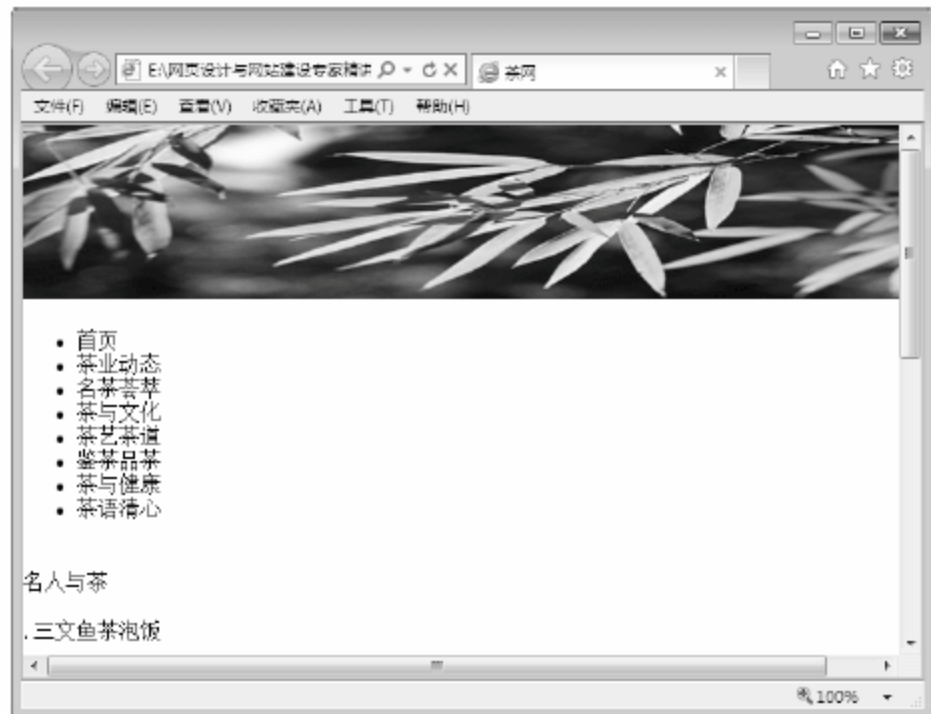 E:\网页设计与网站建设专家精讲
茶网
文件(F) 编辑(E) 查看(V) 收藏夹(A) 工具(T) 帮助(H)
• 首页
• 茶业动态
• 名茶荟萃
• 茶与文化
• 茶艺茶道
• 鉴茶品茶
• 茶与健康
• 茶语清心
名人与茶
.三文鱼茶泡饭
100%